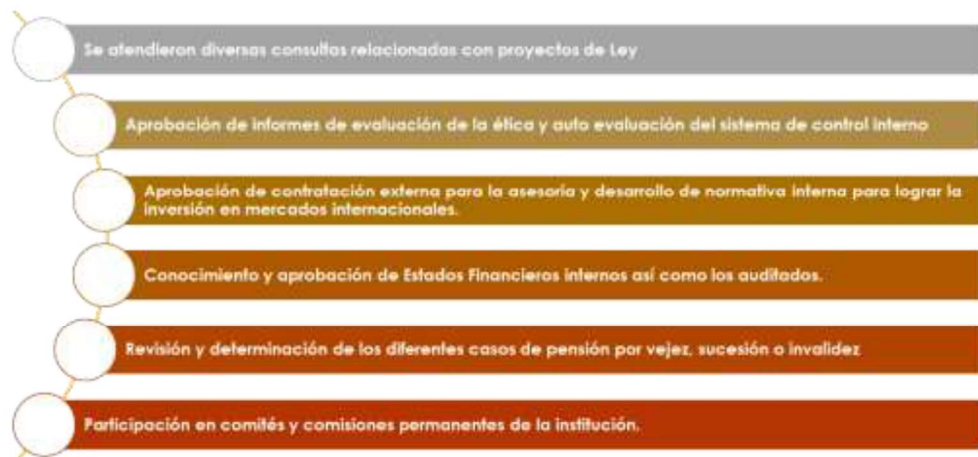 Se atendieron diversas consultas relacionadas con proyectos de Ley
Aprobación de informes de evaluación de la ética y auto evaluación del sistema de control interno
Aprobación de contratación externa para la asesoría y desarrollo de normativa interna para lograr la
inversión en mercados internacionales.
Conocimiento y aprobación de Estados Financieros internos así como los auditados.
Revisión y determinación de los diferentes casos de pensión por vejez, sucesión o invalidez
Participación en comités y comisiones permanentes de la institución.